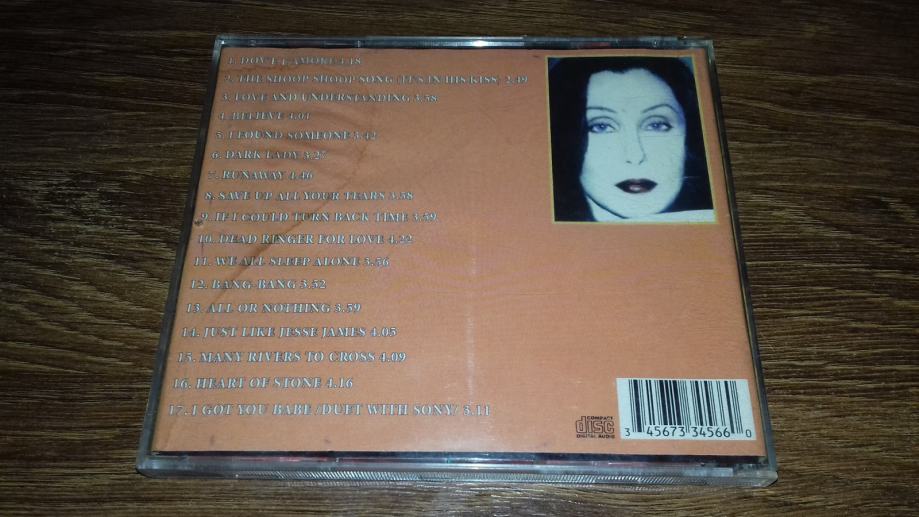 1. DOV'E L'AMORE 4.18
2. THE SHOOP SHOOP SONG /IT'S IN HIS KISS/ 2.49
3. LOVE AND UNDERSTANDING 3.58
4. BELIEVE 4.01
5. I FOUND SOMEONE 3.42
6. DARK LADY 3.27
7. RUNAWAY 4.46
8. SAVE UP ALL YOUR TEARS 3.58
9. IF I COULD TURN BACK TIME 3.59
10. DEAD RINGER FOR LOVE 4.22
11. WE ALL SLEEP ALONE 3.56
12. BANG-BANG 3.52
13. ALL OR NOTHING 3.59
14. JUST LIKE JESSE JAMES 4.05
15. MANY RIVERS TO CROSS 4.09
16. HEART OF STONE 4.16
17. I GOT YOU BABE /DUET WITH SONY/ 3.11
COMPACT
disc
DIGITAL AUDIO
3 45673 34566 0